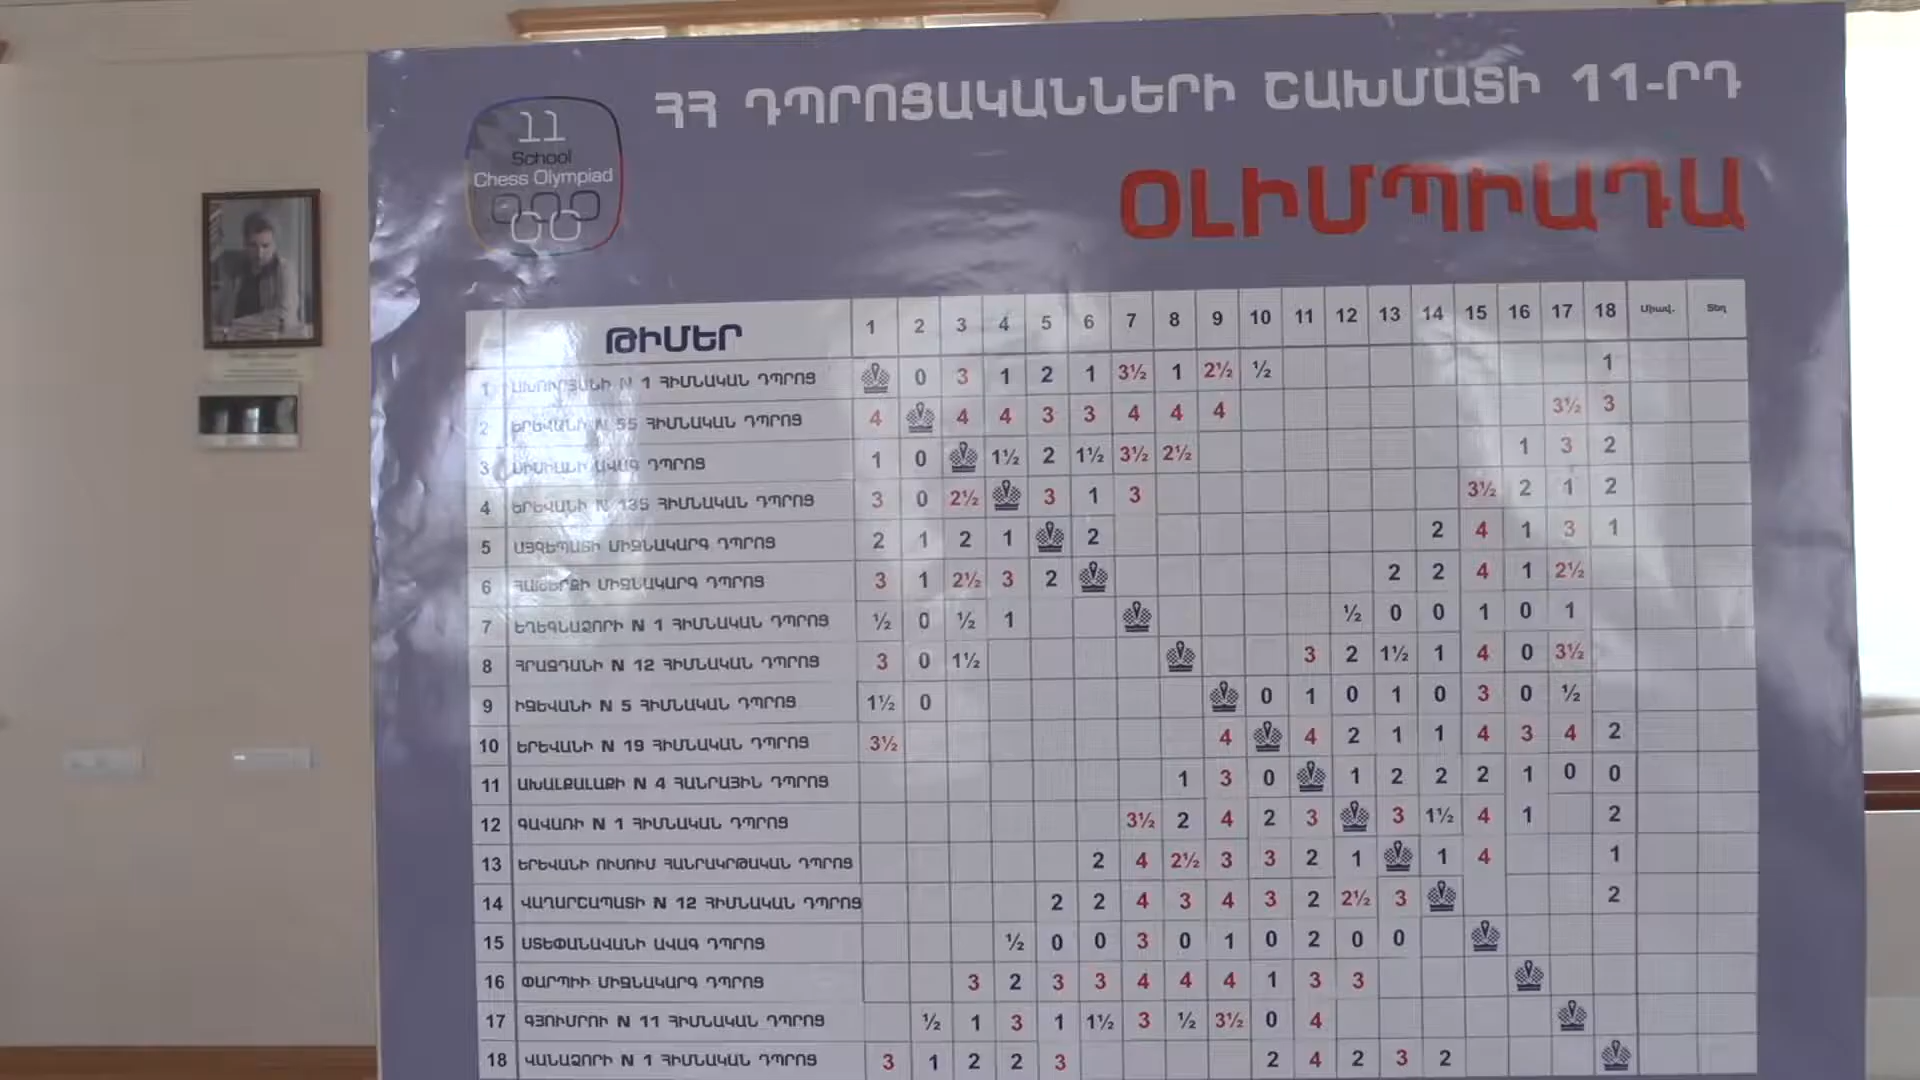 11
School
Chess Olympiad
ՀՀ ԴՊՐՈՑԱԿԱՆՆԵՐԻ ՇԱԽՄԱՏԻ 11-ՐԴ
ՕԼԻՄՊԻԱԴԱ
ԹԻՄԵՐ 1 2 3 4 5 6 7 8 9 10 11 12 13 14 15 16 17 18 Միավ. Տեղ
1 ԱԽՈՒՐՅԱՆԻ N 1 ՀԻՄՆԱԿԱՆ ԴՊՐՈՑ 0 3 1 2 1 3½ 1 2½ ½ 1
2 ԵՐԵՎԱՆԻ N 55 ՀԻՄՆԱԿԱՆ ԴՊՐՈՑ 4 4 4 3 3 4 4 4 3½ 3
3 ՍԻՍԻԱՆԻ ԱՎԱԳ ԴՊՐՈՑ 1 0 1½ 2 1½ 3½ 2½ 1 3 2
4 ԵՐԵՎԱՆԻ N 135 ՀԻՄՆԱԿԱՆ ԴՊՐՈՑ 3 0 2½ 3 1 3 3½ 2 1 2
5 ԱՅԳԵՊԱՏԻ ՄԻՋՆԱԿԱՐԳ ԴՊՐՈՑ 2 1 2 1 2 2 4 1 3 1
6 ՀԱԹԵՐՔԻ ՄԻՋՆԱԿԱՐԳ ԴՊՐՈՑ 3 1 2½ 3 2 2 2 4 1 2½
7 ԵՂԵԳՆԱՁՈՐԻ N 1 ՀԻՄՆԱԿԱՆ ԴՊՐՈՑ ½ 0 ½ 1 ½ 0 0 1 0 1
8 ՀՐԱԶԴԱՆԻ N 12 ՀԻՄՆԱԿԱՆ ԴՊՐՈՑ 3 0 1½ 3 2 1½ 1 4 0 3½
9 ԻՋԵՎԱՆԻ N 5 ՀԻՄՆԱԿԱՆ ԴՊՐՈՑ 1½ 0 0 1 0 1 0 3 0 ½
10 ԵՐԵՎԱՆԻ N 19 ՀԻՄՆԱԿԱՆ ԴՊՐՈՑ 3½ 4 4 2 1 1 4 3 4 2
11 ԱԽԱԼՔԱԼԱՔԻ N 4 ՀԱՆՐԱՅԻՆ ԴՊՐՈՑ 1 3 0 1 2 2 2 1 0 0
12 ԳԱՎԱՌԻ N 1 ՀԻՄՆԱԿԱՆ ԴՊՐՈՑ 3½ 2 4 2 3 3 1½ 4 1 2
13 ԵՐԵՎԱՆԻ ՈՒՍՈՒՄ ՀԱՆՐԱԿՐԹԱԿԱՆ ԴՊՐՈՑ 2 4 2½ 3 3 2 1 1 4 1
14 ՎԱՂԱՐՇԱՊԱՏԻ N 12 ՀԻՄՆԱԿԱՆ ԴՊՐՈՑ 2 2 4 3 4 3 2 2½ 3 2
15 ՍՏԵՓԱՆԱՎԱՆԻ ԱՎԱԳ ԴՊՐՈՑ ½ 0 0 3 0 1 0 2 0 0
16 ՓԱՐՊԻԻ ՄԻՋՆԱԿԱՐԳ ԴՊՐՈՑ 3 2 3 3 4 4 4 1 3 3
17 ԳՅՈՒՄՐՈՒ N 11 ՀԻՄՆԱԿԱՆ ԴՊՐՈՑ ½ 1 3 1 1½ 3 ½ 3½ 0 4
18 ՎԱՆԱՁՈՐԻ N 1 ՀԻՄՆԱԿԱՆ ԴՊՐՈՑ 3 1 2 2 3 2 4 2 3 2